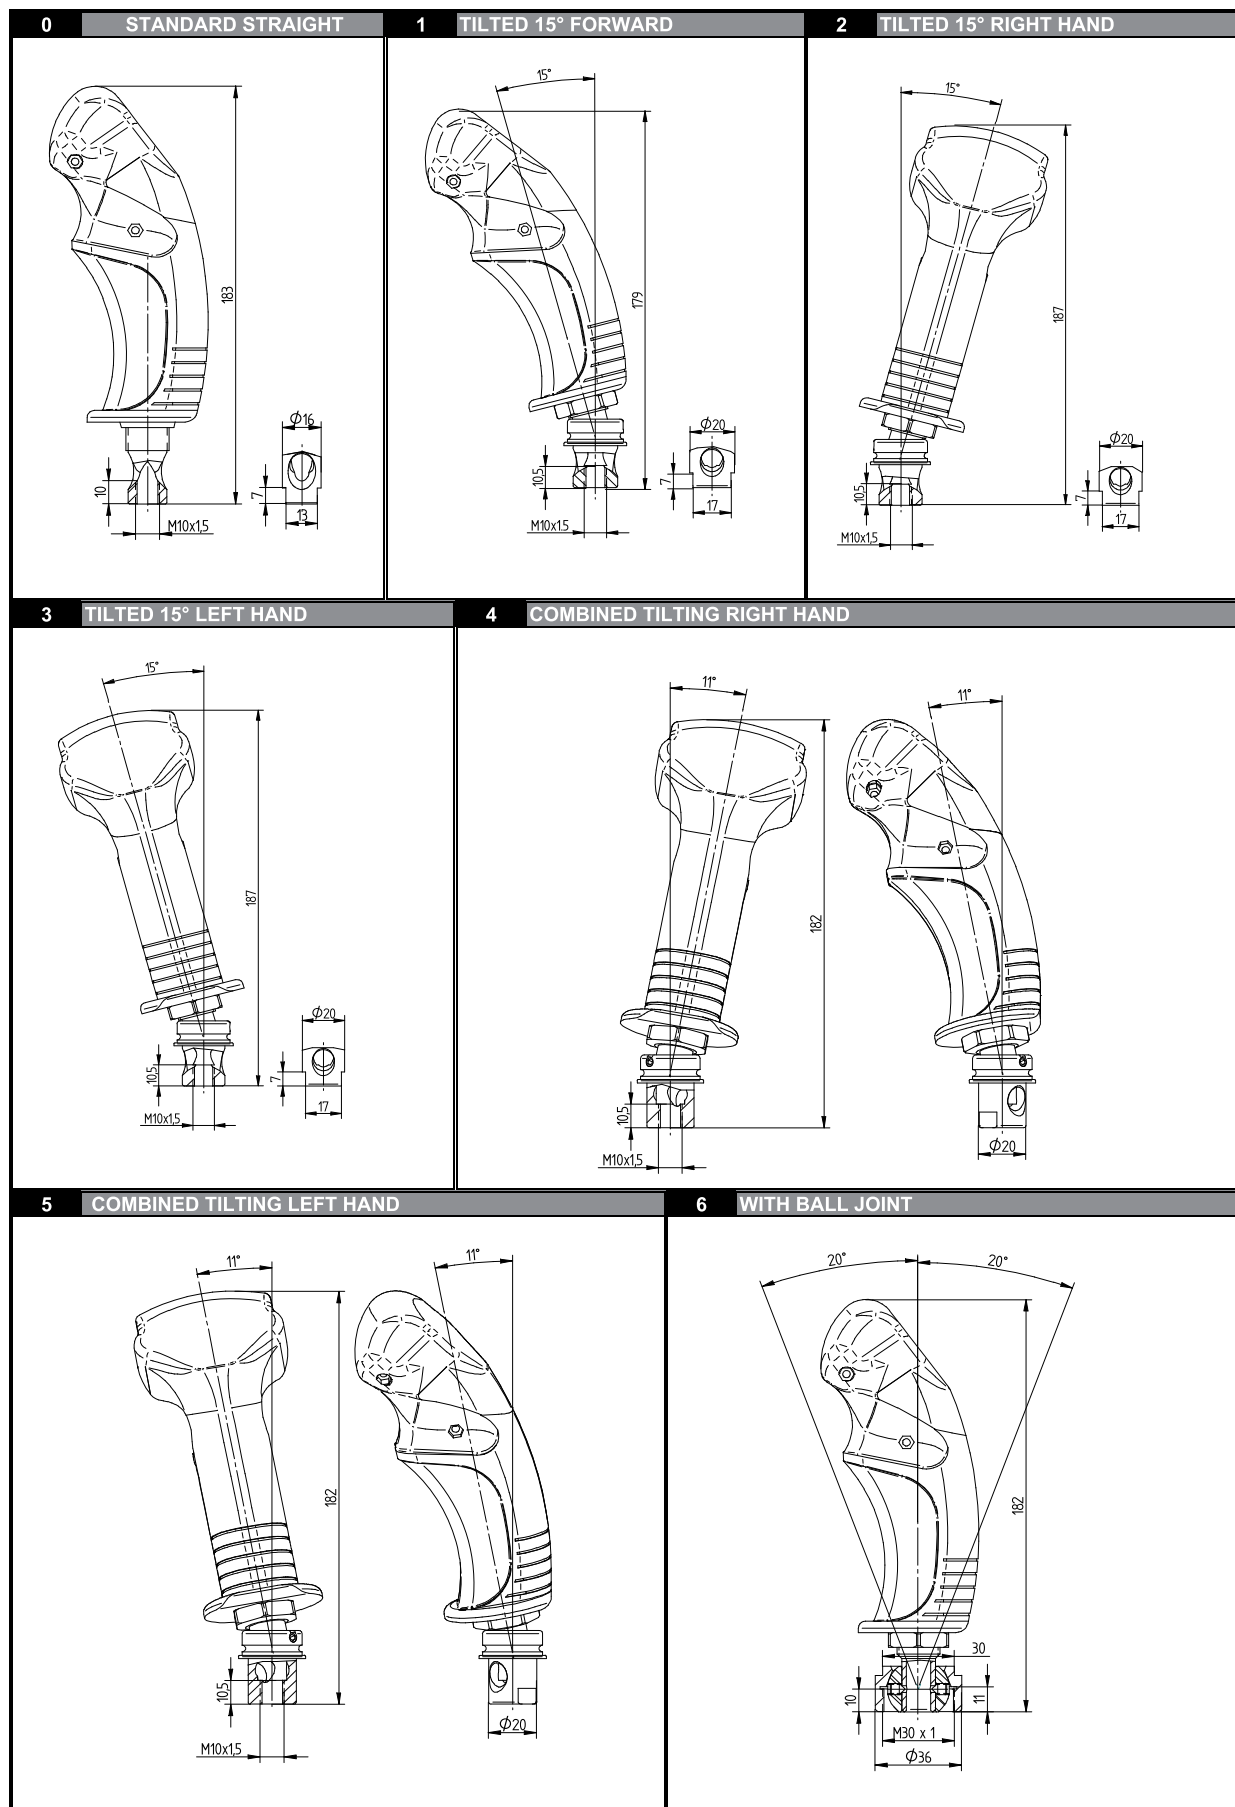 0 STANDARD STRAIGHT
183
Φ16
10
7
13
M10x1,5
1 TILTED 15° FORWARD
15°
179
Φ20
10,5
7
17
M10x1.5
2 TILTED 15° RIGHT HAND
15°
187
Φ20
10,5
7
17
M10x1,5
3 TILTED 15° LEFT HAND
15°
187
Φ20
10,5
7
17
M10x1,5
4 COMBINED TILTING RIGHT HAND
11°
11°
182
10,5
M10x1,5
Φ20
5 COMBINED TILTING LEFT HAND
11°
11°
182
10,5
M10x1,5
Φ20
6 WITH BALL JOINT
20°
20°
182
30
10
11
M30 x 1
Φ36